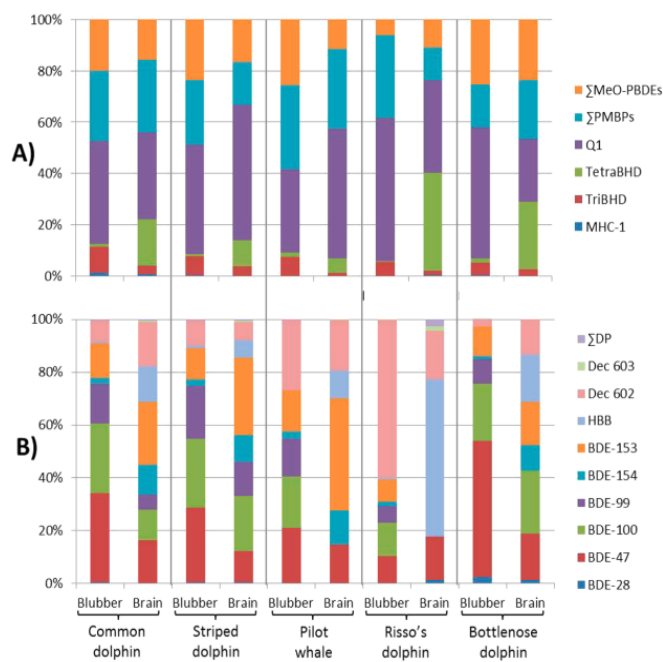 100%
80%
60%
40%
20%
0%
A)
∑MeO-PBDEs
∑PMBPs
Q1
TetraBHD
TriBHD
MHC-1
100%
80%
60%
40%
20%
0%
B)
∑DP
Dec 603
Dec 602
HBB
BDE-153
BDE-154
BDE-99
BDE-100
BDE-47
BDE-28
Blubber Brain Blubber Brain Blubber Brain Blubber Brain Blubber Brain
Common Striped Pilot Risso's Bottlenose
dolphin dolphin whale dolphin dolphin